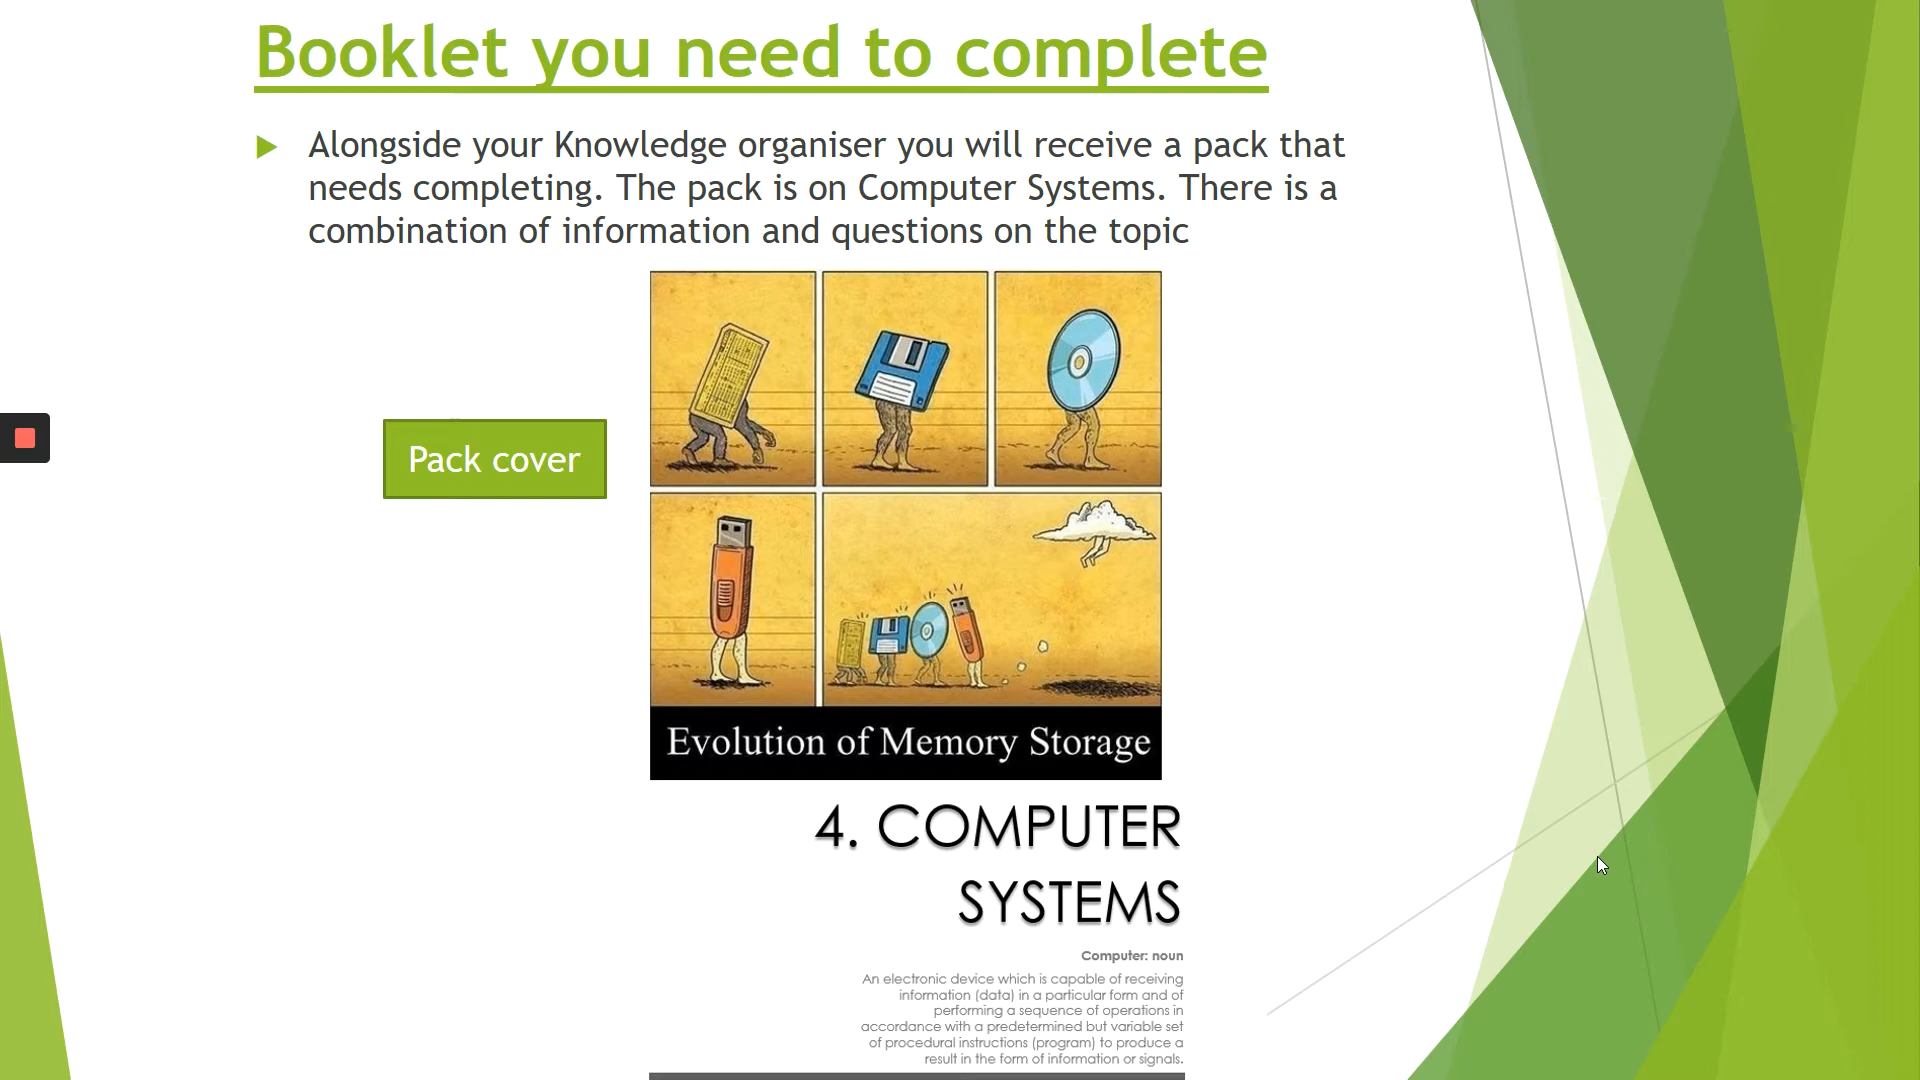 Booklet you need to complete
Alongside your Knowledge organiser you will receive a pack that
needs completing. The pack is on Computer Systems. There is a
combination of information and questions on the topic
Pack cover
Evolution of Memory Storage
4. COMPUTER
SYSTEMS
Computer: noun
An electronic device which is capable of receiving
information (data) in a particular form and of
performing a sequence of operations in
accordance with a predetermined but variable set
of procedural instructions (program) to produce a
result in the form of information or signals.